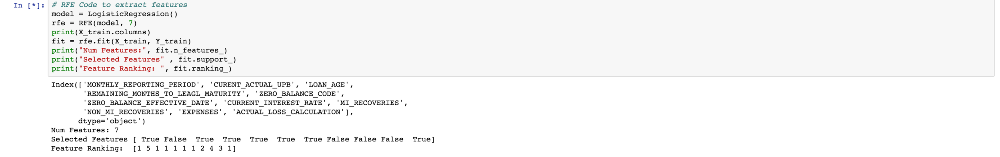 In [*]: # RFE Code to extract features
model = LogisticRegression()
rfe = RFE(model, 7)
print(X_train.columns)
fit = rfe.fit(X_train, Y_train)
print("Num Features:", fit.n_features_)
print("Selected Features" , fit.support_)
print("Feature Ranking: ", fit.ranking_)
Index(['MONTHLY_REPORTING_PERIOD', 'CURENT_ACTUAL_UPB', 'LOAN_AGE',
'REMAINING_MONTHS_TO_LEAGL_MATURITY', 'ZERO_BALANCE_CODE',
'ZERO_BALANCE_EFFECTIVE_DATE', 'CURRENT_INTEREST_RATE', 'MI_RECOVERIES',
'NON_MI_RECOVERIES', 'EXPENSES', 'ACTUAL_LOSS_CALCULATION'],
dtype='object')
Num Features: 7
Selected Features [ True False  True  True  True  True  True False False False  True]
Feature Ranking:  [1 5 1 1 1 1 1 2 4 3 1]